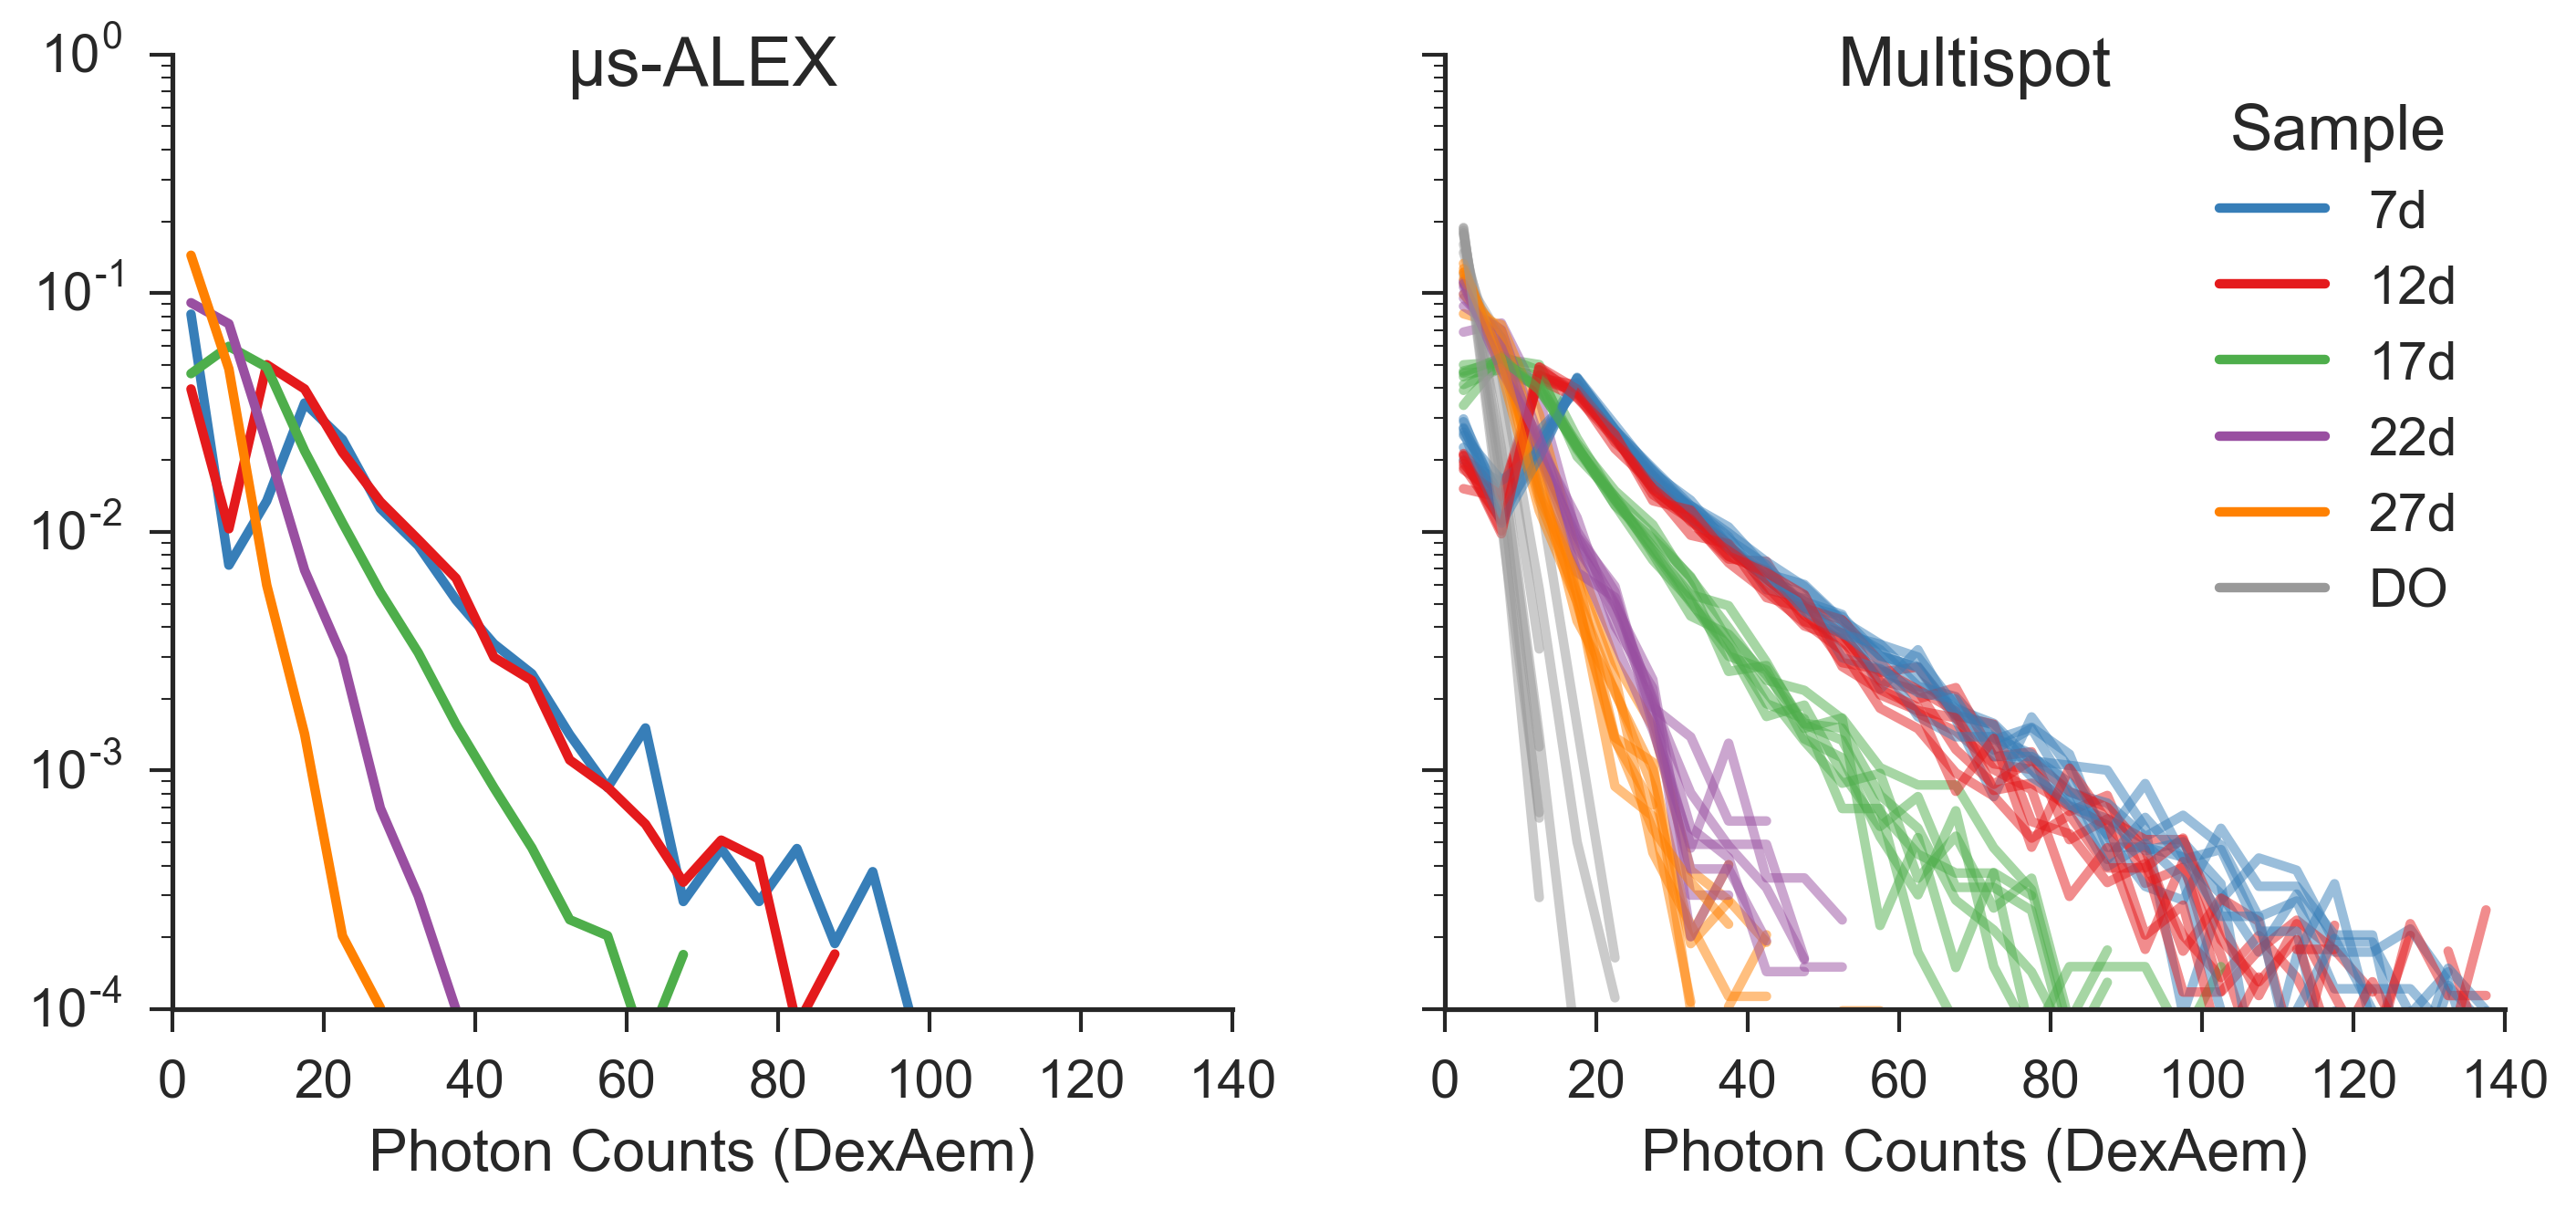 µs-ALEX
10^0
10^-1
10^-2
10^-3
10^-4
0 20 40 60 80 100 120 140
Photon Counts (DexAem)
Multispot
Sample
7d
12d
17d
22d
27d
DO
0 20 40 60 80 100 120 140
Photon Counts (DexAem)